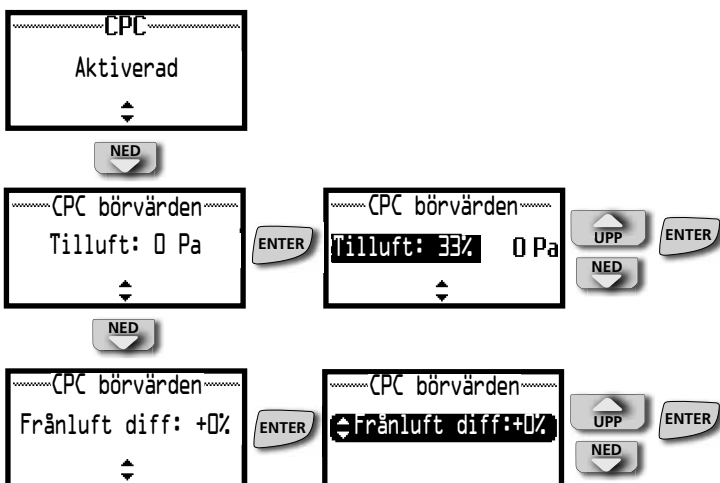 CPC
Aktiverad
NED
CPC börvärden
Tilluft: 0 Pa
ENTER
CPC börvärden
Tilluft: 33% 0 Pa
UPP
NED
ENTER
NED
CPC börvärden
Frånluft diff: +0%
ENTER
CPC börvärden
Frånluft diff:+0%
UPP
NED
ENTER